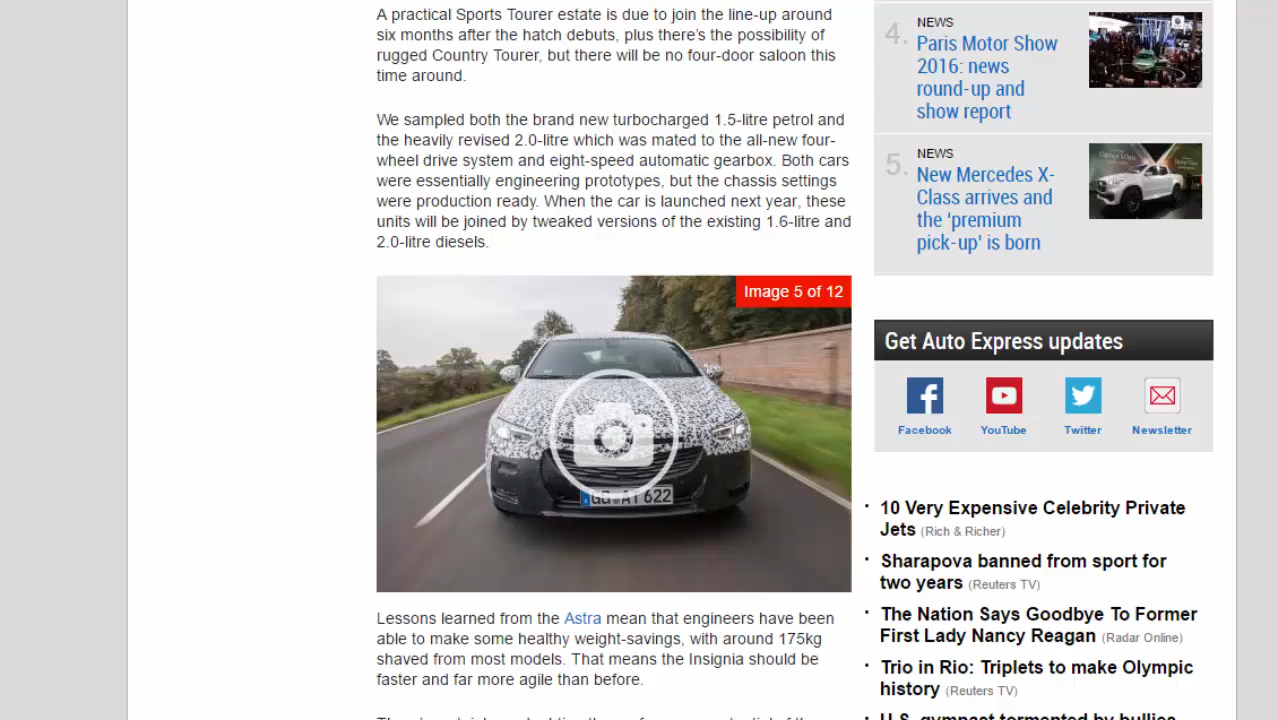 A practical Sports Tourer estate is due to join the line-up around
six months after the hatch debuts, plus there's the possibility of
rugged Country Tourer, but there will be no four-door saloon this
time around.
We sampled both the brand new turbocharged 1.5-litre petrol and
the heavily revised 2.0-litre which was mated to the all-new four-
wheel drive system and eight-speed automatic gearbox. Both cars
were essentially engineering prototypes, but the chassis settings
were production ready. When the car is launched next year, these
units will be joined by tweaked versions of the existing 1.6-litre and
2.0-litre diesels.
Image 5 of 12
Lessons learned from the Astra mean that engineers have been
able to make some healthy weight-savings, with around 175kg
shaved from most models. That means the Insignia should be
faster and far more agile than before.
4.
NEWS
Paris Motor Show
2016: news
round-up and
show report
5.
NEWS
New Mercedes X-
Class arrives and
the 'premium
pick-up' is born
Get Auto Express updates
Facebook YouTube Twitter Newsletter
10 Very Expensive Celebrity Private
Jets (Rich & Richer)
Sharapova banned from sport for
two years (Reuters TV)
The Nation Says Goodbye To Former
First Lady Nancy Reagan (Radar Online)
Trio in Rio: Triplets to make Olympic
history (Reuters TV)
U.S. gymnast tormented by bullies